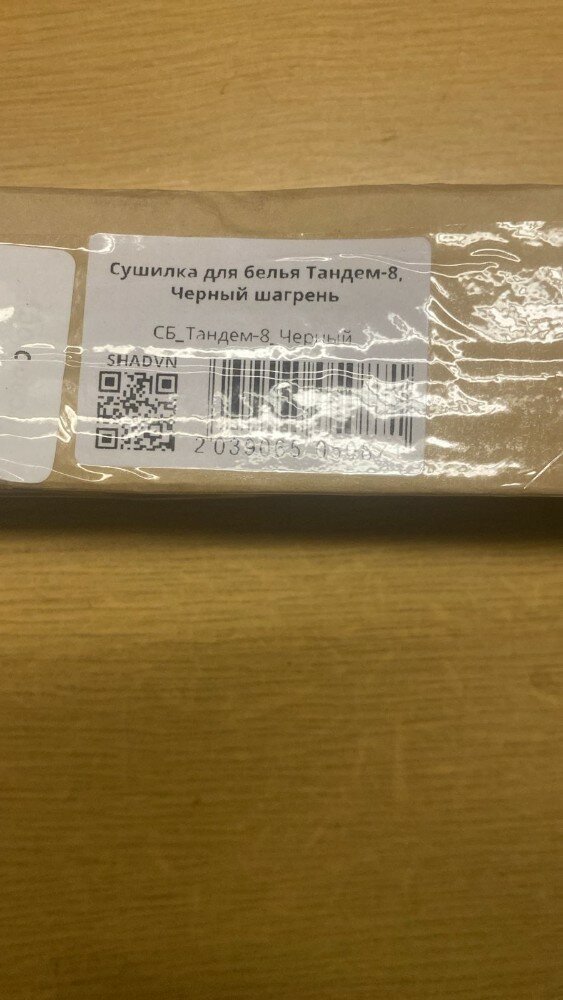 Сушилка для белья Тандем-8,
Черный шагрень
СБ_Тандем-8_Черный
SHADVN